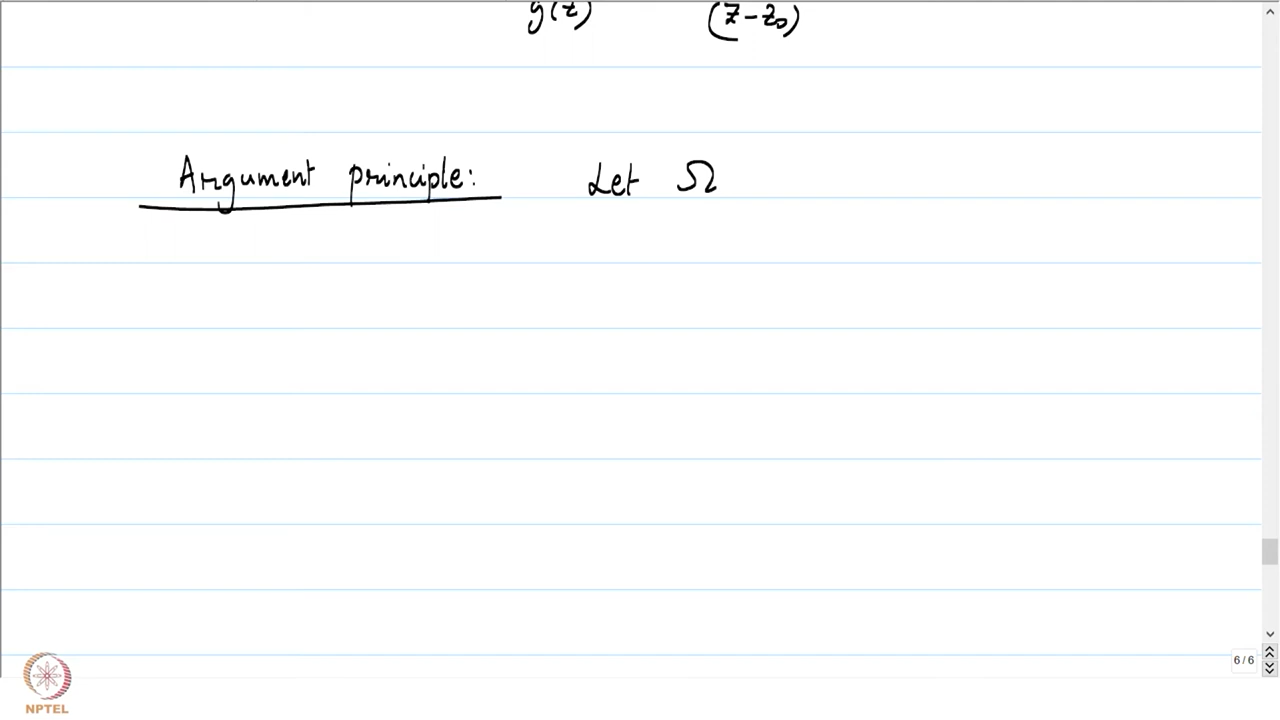 g(z) (z-z₀)
Argument principle: Let Ω
6 / 6
NPTEL